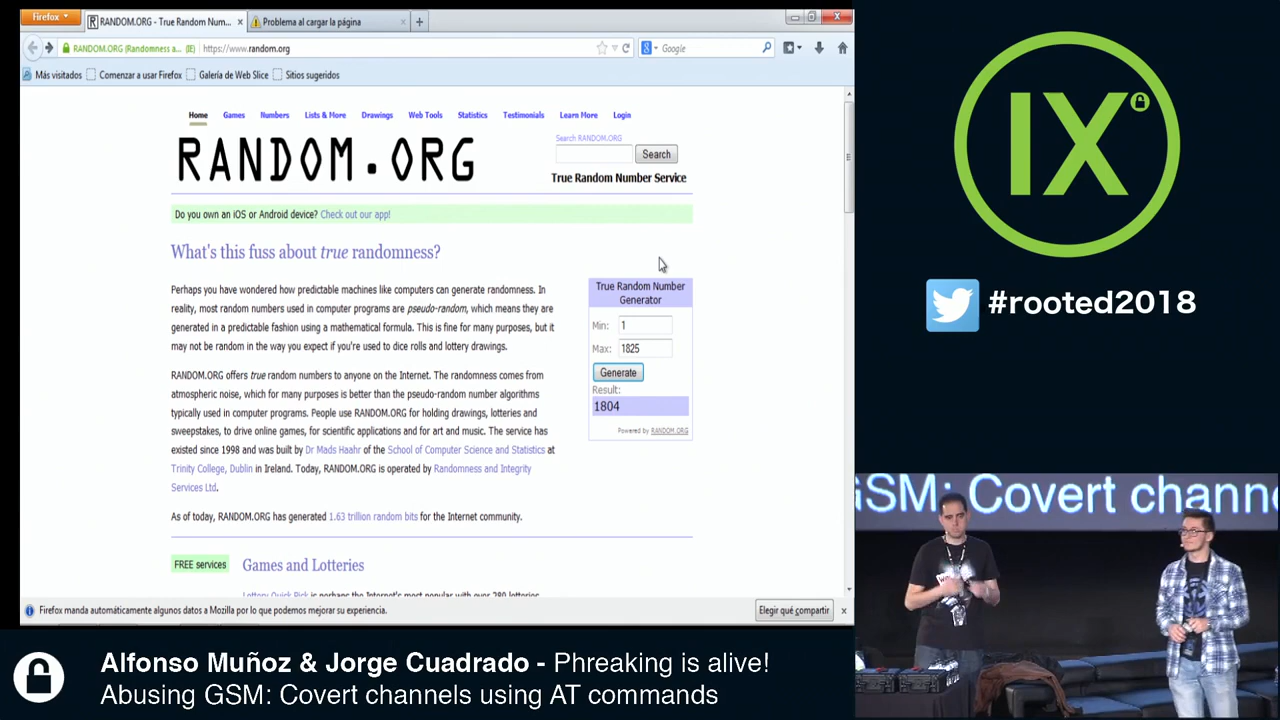 Firefox
RANDOM.ORG - True Random Num...
Problema al cargar la página
RANDOM.ORG (Randomness a... (IE)
https://www.random.org
Google
Más visitados
Comenzar a usar Firefox
Galería de Web Slice
Sitios sugeridos
Home Games Numbers Lists & More Drawings Web Tools Statistics Testimonials Learn More Login
RANDOM.ORG
Search RANDOM.ORG
Search
True Random Number Service
Do you own an iOS or Android device? Check out our app!
What's this fuss about true randomness?
Perhaps you have wondered how predictable machines like computers can generate randomness. In
reality, most random numbers used in computer programs are pseudo-random, which means they are
generated in a predictable fashion using a mathematical formula. This is fine for many purposes, but it
may not be random in the way you expect if you're used to dice rolls and lottery drawings.
RANDOM.ORG offers true random numbers to anyone on the Internet. The randomness comes from
atmospheric noise, which for many purposes is better than the pseudo-random number algorithms
typically used in computer programs. People use RANDOM.ORG for holding drawings, lotteries and
sweepstakes, to drive online games, for scientific applications and for art and music. The service has
existed since 1998 and was built by Dr Mads Haahr of the School of Computer Science and Statistics at
Trinity College, Dublin in Ireland. Today, RANDOM.ORG is operated by Randomness and Integrity
Services Ltd.
As of today, RANDOM.ORG has generated 1.63 trillion random bits for the Internet community.
True Random Number
Generator
Min: 1
Max: 1825
Generate
Result:
1804
Powered by RANDOM.ORG
FREE services
Games and Lotteries
Lottery Quick Pick is perhaps the Internet's most popular with over 280 lotteries
Firefox manda automáticamente algunos datos a Mozilla por lo que podemos mejorar su experiencia.
Elegir qué compartir
IX
#rooted2018
GSM: Covert channe
Alfonso Muñoz & Jorge Cuadrado - Phreaking is alive!
Abusing GSM: Covert channels using AT commands